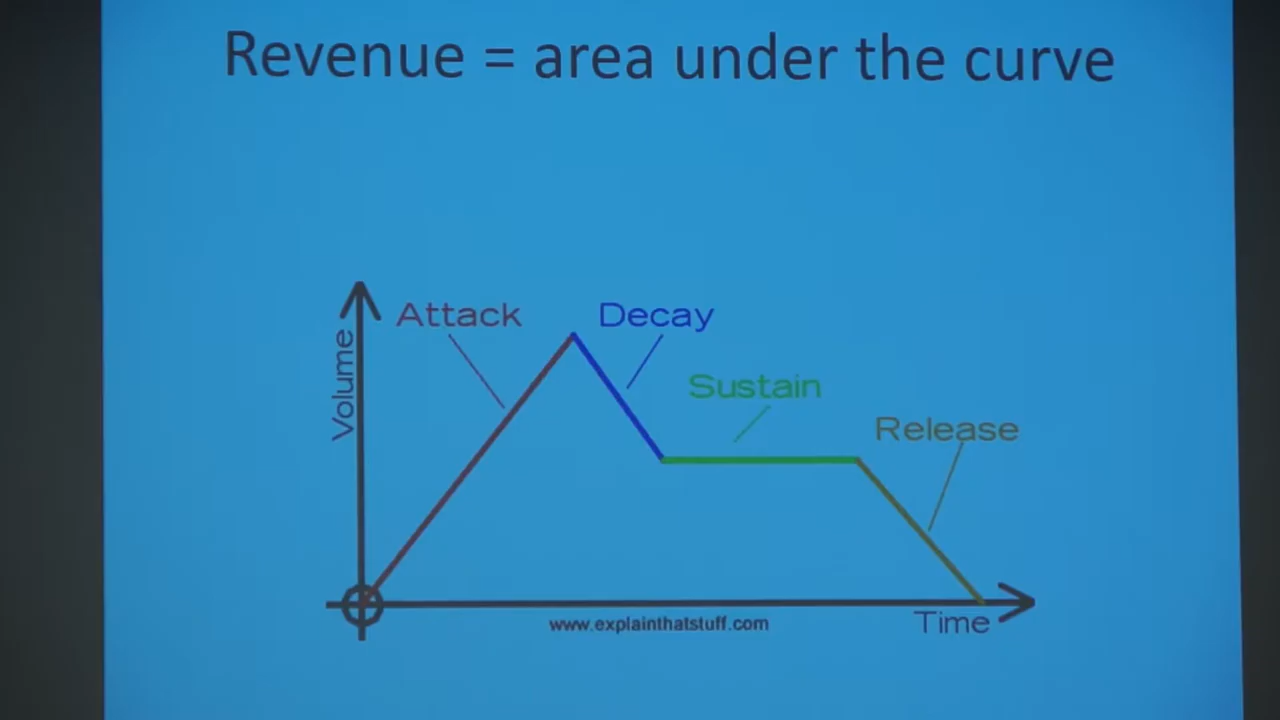 Revenue = area under the curve
Attack
Decay
Volume
Sustain
Release
Time
www.explainthatstuff.com